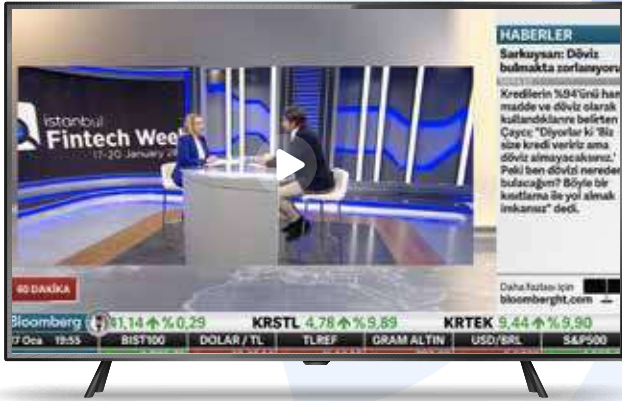 HABERLER
Sarkuysan: Döviz
bulmakta zorlanıyoru
Kredilerin %94'ünü ham
madde ve döviz olarak
kullandıklarını belirten
Çaycı: "Diyorlar ki 'Biz
size kredi veririz ama
döviz almayacaksınız.'
Peki ben dövizi nereden
bulacağım? Böyle bir
kısıtlama ile yol almak
imkansız" dedi.
istanbul
Fintech Week
17-20 January
60 DAKİKA
Daha fazlası için
bloomberght.com
Bloomberg
41,14 %0,29 KRSTL 4,78 %9,89 KRTEK 9,44 %9,90
7 Oca 19:55 BIST100 DOLAR / TL TLREF GRAM ALTIN USD/BRL S&P500